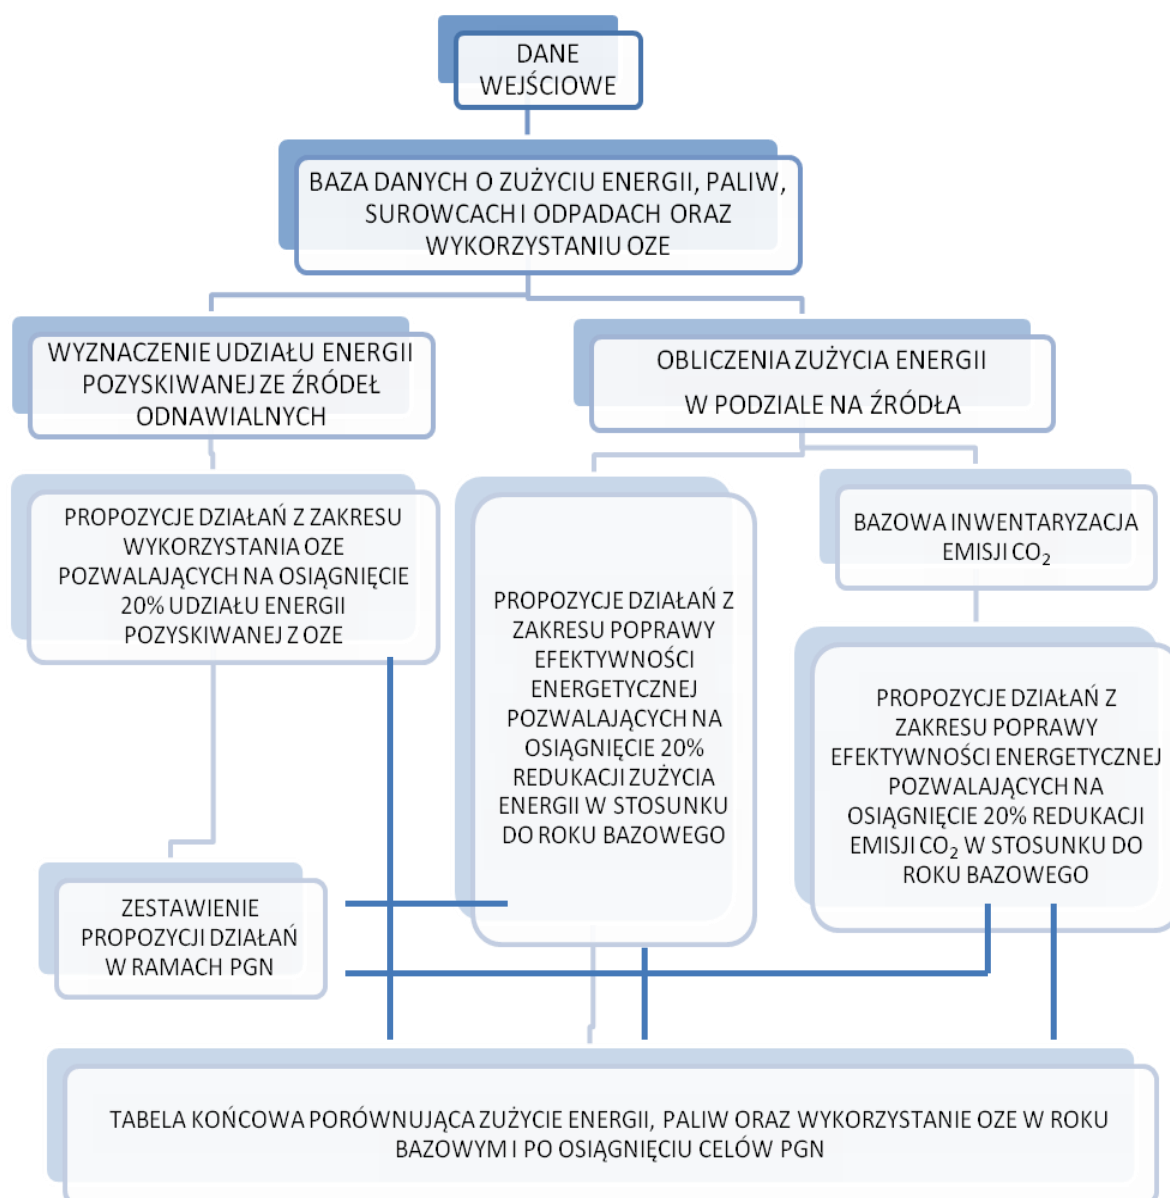 DANE
WEJŚCIOWE
BAZA DANYCH O ZUŻYCIU ENERGII, PALIW,
SUROWCACH I ODPADACH ORAZ
WYKORZYSTANIU OZE
WYZNACZENIE UDZIAŁU ENERGII
POZYSKIWANEJ ZE ŹRÓDEŁ
ODNAWIALNYCH
OBLICZENIA ZUŻYCIA ENERGII
W PODZIALE NA ŹRÓDŁA
PROPOZYCJE DZIAŁAŃ Z ZAKRESU
WYKORZYSTANIA OZE
POZWALAJĄCYCH NA OSIĄGNIĘCIE
20% UDZIAŁU ENERGII
POZYSKIWANEJ Z OZE
PROPOZYCJE DZIAŁAŃ Z
ZAKRESU POPRAWY
EFEKTYWNOŚCI
ENERGETYCZNEJ
POZWALAJĄCYCH NA
OSIĄGNIĘCIE 20%
REDUKACJI ZUŻYCIA
ENERGII W STOSUNKU
DO ROKU BAZOWEGO
BAZOWA INWENTARYZACJA
EMISJI CO₂
PROPOZYCJE DZIAŁAŃ Z
ZAKRESU POPRAWY
EFEKTYWNOŚCI ENERGETYCZNEJ
POZWALAJĄCYCH NA
OSIĄGNIĘCIE 20% REDUKACJI
EMISJI CO₂ W STOSUNKU DO
ROKU BAZOWEGO
ZESTAWIENIE
PROPOZYCJI DZIAŁAŃ
W RAMACH PGN
TABELA KOŃCOWA PORÓWNUJĄCA ZUŻYCIE ENERGII, PALIW ORAZ WYKORZYSTANIE OZE W ROKU
BAZOWYM I PO OSIĄGNIĘCIU CELÓW PGN